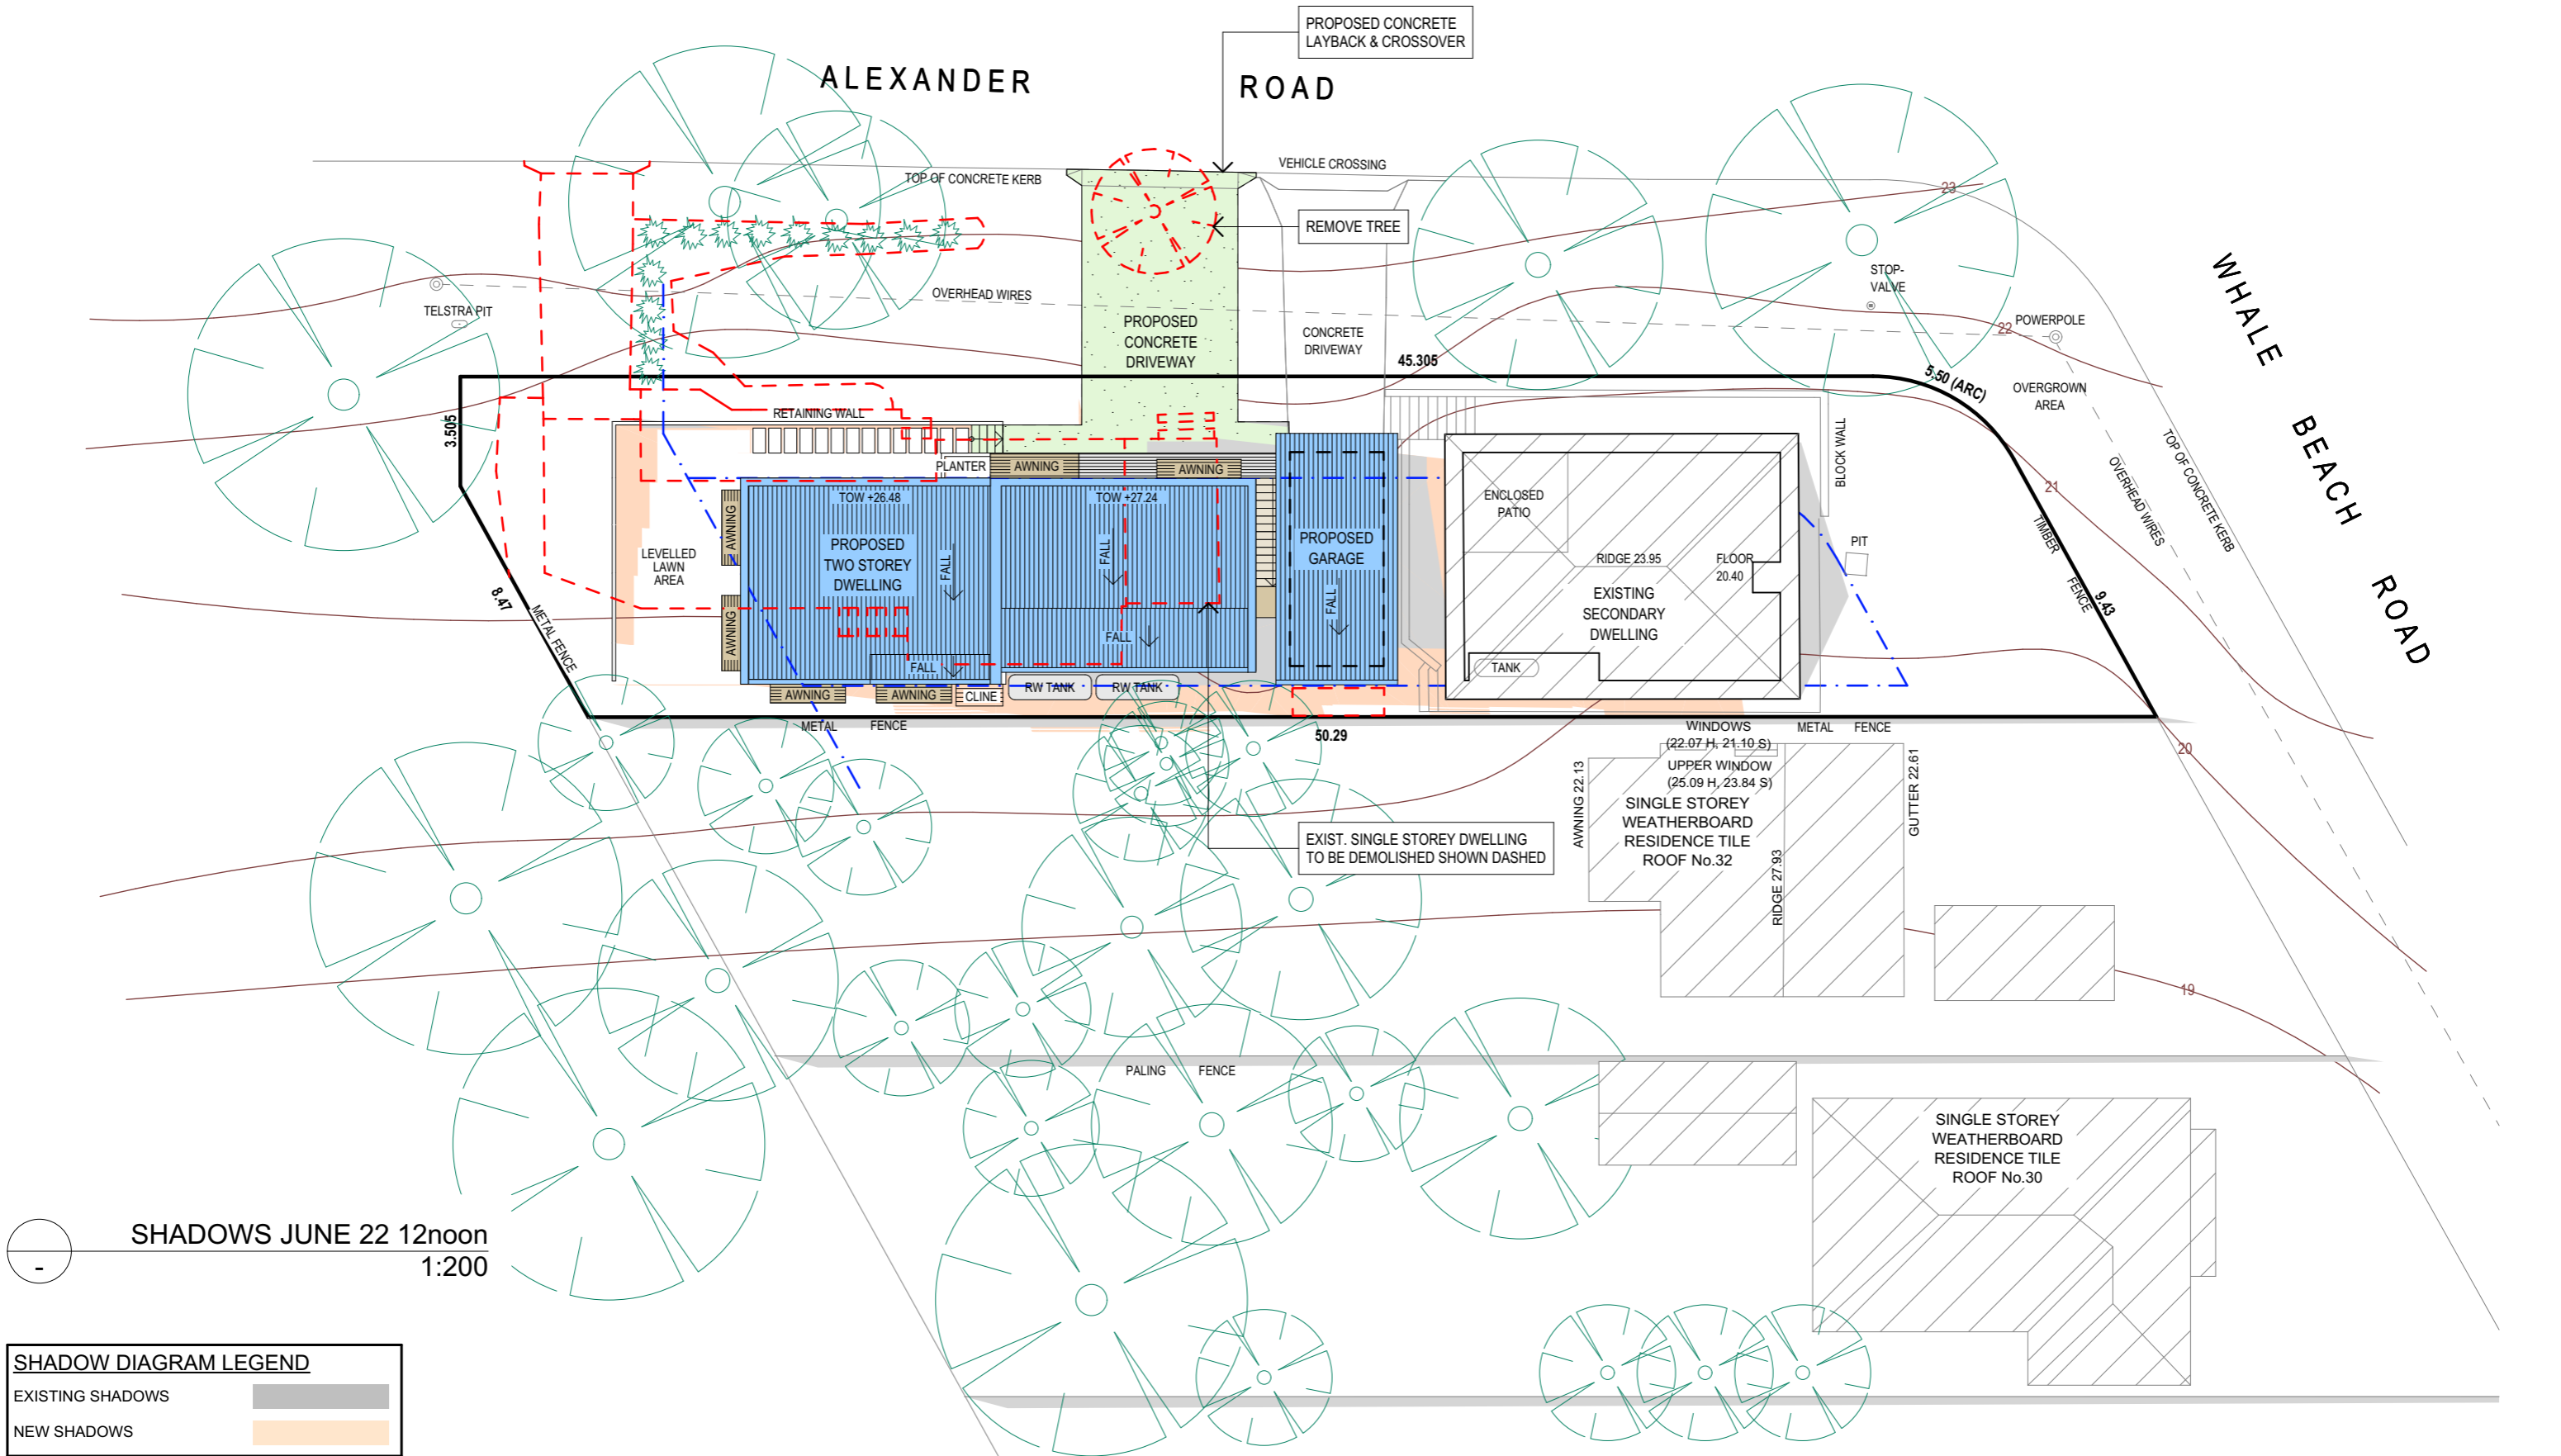 PROPOSED CONCRETE
LAYBACK & CROSSOVER
ALEXANDER ROAD
VEHICLE CROSSING
TOP OF CONCRETE KERB
REMOVE TREE
23
WHALE BEACH ROAD
STOP-
VALVE
TELSTRA PIT
OVERHEAD WIRES
PROPOSED
CONCRETE
DRIVEWAY
CONCRETE
DRIVEWAY
22
POWERPOLE
45.305
5.50 (ARC)
OVERGROWN
AREA
3.505
RETAINING WALL
BLOCK WALL
TOP OF CONCRETE KERB
OVERHEAD WIRES
PLANTER
AWNING
AWNING
21
TOW +26.48
TOW +27.24
ENCLOSED
PATIO
AWNING
PROPOSED
TWO STOREY
DWELLING
FALL
FALL
PROPOSED
GARAGE
FALL
TIMBER
FENCE
PIT
LEVELLED
LAWN
AREA
RIDGE 23.95
FLOOR
20.40
EXISTING
SECONDARY
DWELLING
8.47
METAL FENCE
9.43
AWNING
FALL
FALL
TANK
AWNING
AWNING
CLINE
RW TANK
RW TANK
METAL FENCE
50.29
WINDOWS
(22.07 H, 21.10 S)
METAL FENCE
20
UPPER WINDOW
(25.09 H, 23.84 S)
AWNING 22.13
GUTTER 22.61
SINGLE STOREY
WEATHERBOARD
RESIDENCE TILE
ROOF No.32
RIDGE 27.93
EXIST. SINGLE STOREY DWELLING
TO BE DEMOLISHED SHOWN DASHED
19
PALING FENCE
SINGLE STOREY
WEATHERBOARD
RESIDENCE TILE
ROOF No.30
SHADOWS JUNE 22 12noon
-
1:200
SHADOW DIAGRAM LEGEND
EXISTING SHADOWS
NEW SHADOWS